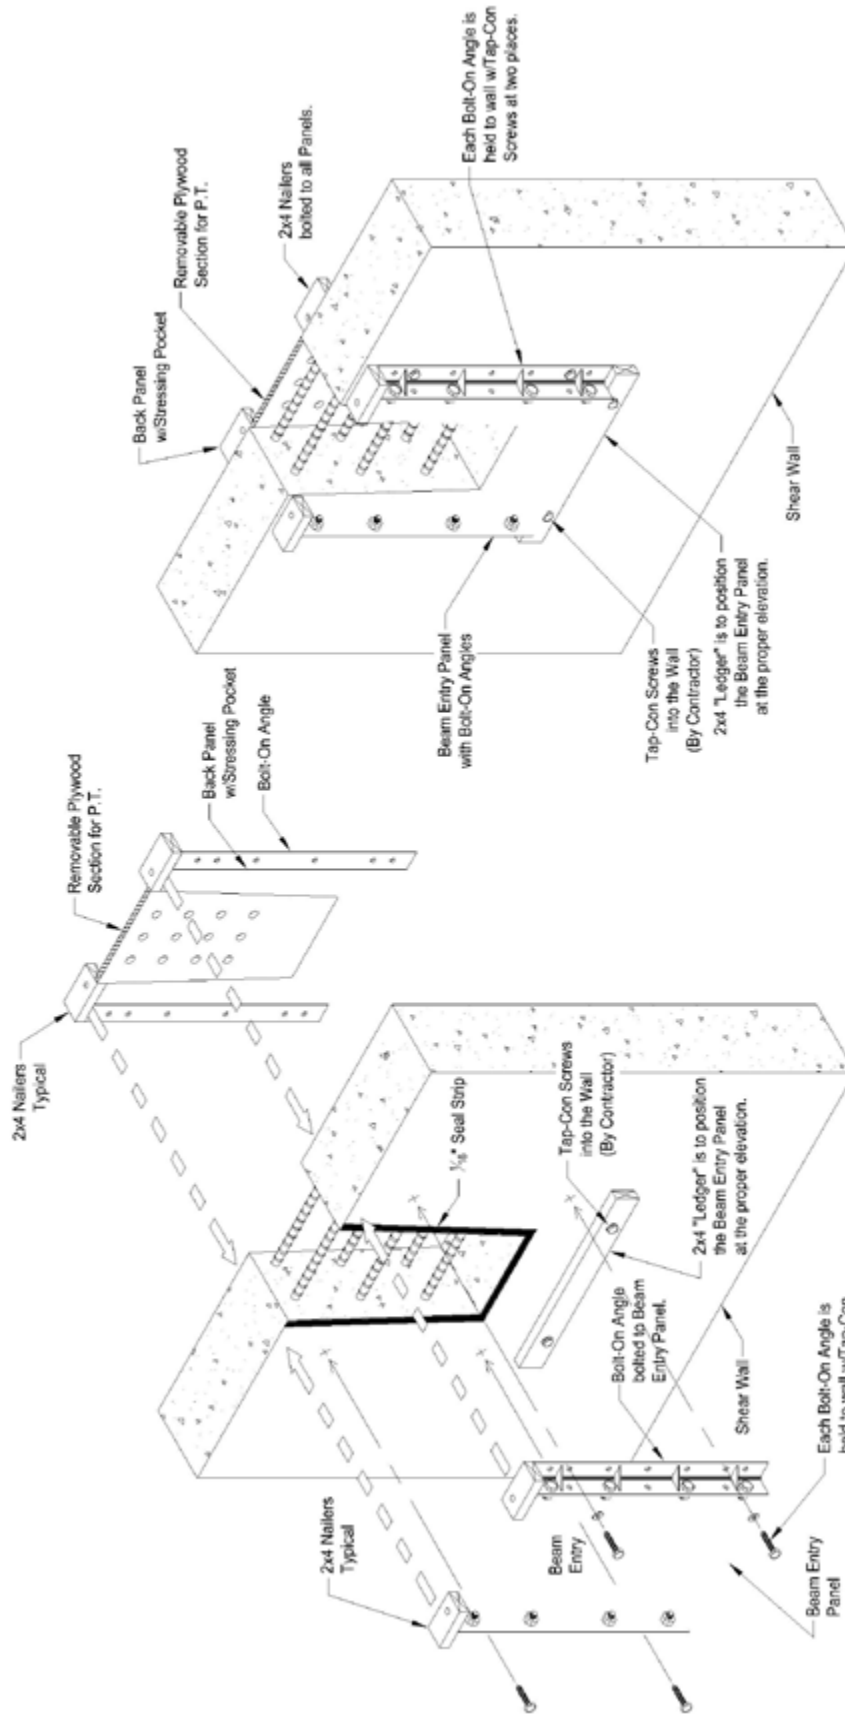 2x4 Nailers
Typical
Removable Plywood
Section for P.T.
Back Panel
w/Stressing Pocket
Bolt-On Angle
2x4 Nailers
Typical
1/16" Seal Strip
Tap-Con Screws
into the Wall
(By Contractor)
2x4 "Ledger" is to position
the Beam Entry Panel
at the proper elevation.
Bolt-On Angle
bolted to Beam
Entry Panel.
Shear Wall
Beam
Entry
Each Bolt-On Angle is
held to wall w/Tap-Con
Beam Entry
Panel
Back Panel
w/Stressing Pocket
Removable Plywood
Section for P.T.
2x4 Nailers
bolted to all Panels.
Each Bolt-On Angle is
held to wall w/Tap-Con
Screws at two places.
Beam Entry Panel
with Bolt-On Angles
Tap-Con Screws
into the Wall
(By Contractor)
2x4 "Ledger" is to position
the Beam Entry Panel
at the proper elevation.
Shear Wall